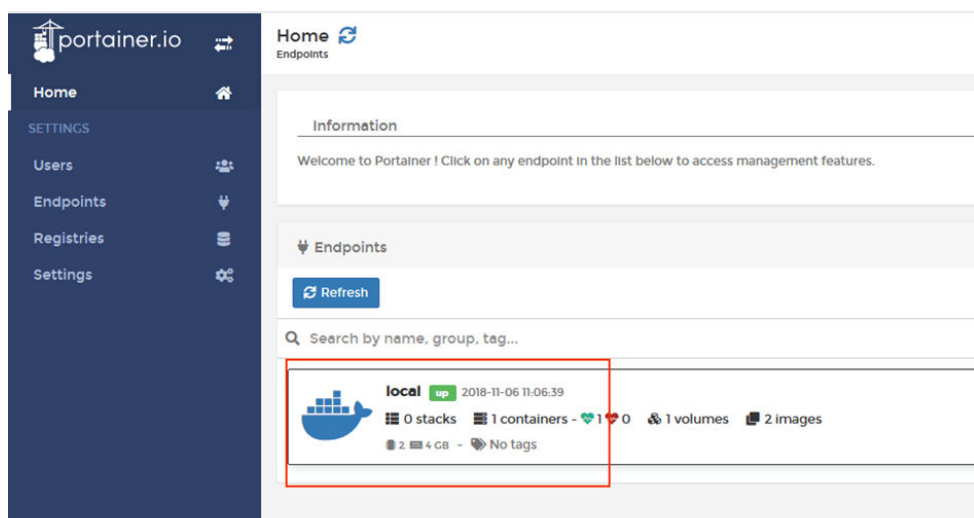 portainer.io
Home
SETTINGS
Users
Endpoints
Registries
Settings
Home
Endpoints
Information
Welcome to Portainer ! Click on any endpoint in the list below to access management features.
Endpoints
Refresh
Search by name, group, tag...
local up 2018-11-06 11:06:39
0 stacks 1 containers - 1 0 1 volumes 2 images
2 4 GB - No tags